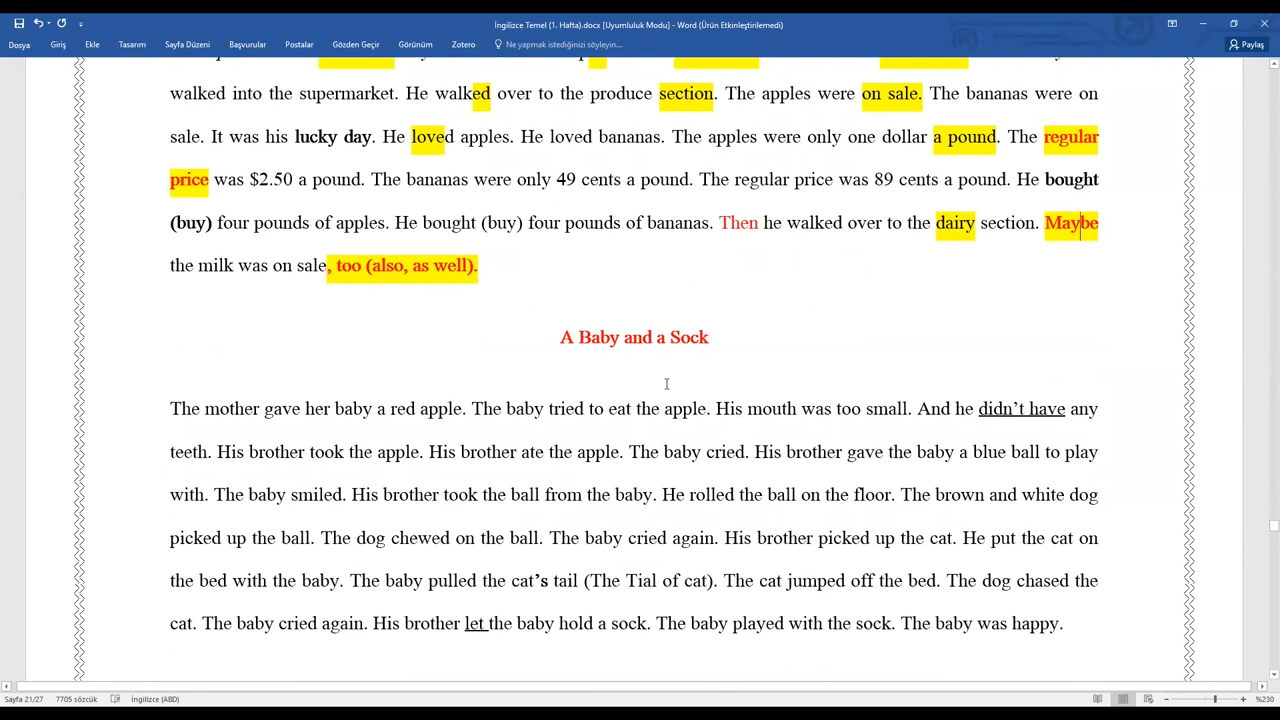 İngilizce Temel (1. Hafta).docx [Uyumluluk Modu] - Word (Ürün Etkinleştirilemedi)
Dosya Giriş Ekle Tasarım Sayfa Düzeni Başvurular Postalar Gözden Geçir Görünüm Zotero Ne yapmak istediğinizi söyleyin... Paylaş
walked into the supermarket. He walked over to the produce section. The apples were on sale. The bananas were on
sale. It was his lucky day. He loved apples. He loved bananas. The apples were only one dollar a pound. The regular
price was $2.50 a pound. The bananas were only 49 cents a pound. The regular price was 89 cents a pound. He bought
(buy) four pounds of apples. He bought (buy) four pounds of bananas. Then he walked over to the dairy section. Maybe
the milk was on sale, too (also, as well).
A Baby and a Sock
The mother gave her baby a red apple. The baby tried to eat the apple. His mouth was too small. And he didn’t have any
teeth. His brother took the apple. His brother ate the apple. The baby cried. His brother gave the baby a blue ball to play
with. The baby smiled. His brother took the ball from the baby. He rolled the ball on the floor. The brown and white dog
picked up the ball. The dog chewed on the ball. The baby cried again. His brother picked up the cat. He put the cat on
the bed with the baby. The baby pulled the cat’s tail (The Tial of cat). The cat jumped off the bed. The dog chased the
cat. The baby cried again. His brother let the baby hold a sock. The baby played with the sock. The baby was happy.
Sayfa 21/27 7705 sözcük İngilizce (ABD) %230